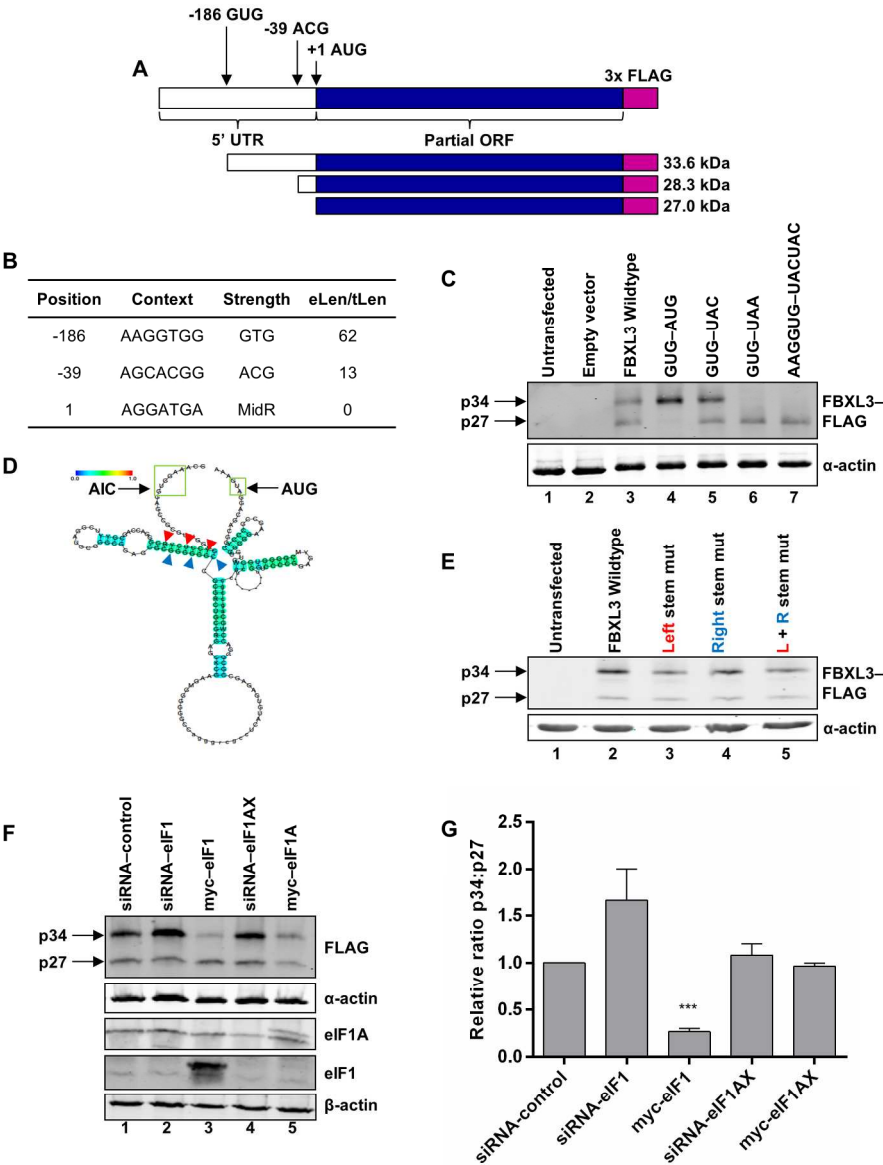 -186 GUG
-39 ACG
+1 AUG
A
3x FLAG
5’ UTR
Partial ORF
33.6 kDa
28.3 kDa
27.0 kDa
B
Position Context Strength eLen/tLen
-186 AAGGTGG GTG 62
-39 AGCACGG ACG 13
1 AGGATGA MidR 0
C
Untransfected
Empty vector
FBXL3 Wildtype
GUG–AUG
GUG–UAC
GUG–UAA
AAGGUG–UACUAC
p34
p27
FBXL3–
FLAG
α-actin
1 2 3 4 5 6 7
D
0.0 1.0
AIC
AUG
E
Untransfected
FBXL3 Wildtype
Left stem mut
Right stem mut
L + R stem mut
p34
p27
FBXL3–
FLAG
α-actin
1 2 3 4 5
F
siRNA–control
siRNA–eIF1
myc–eIF1
siRNA–eIF1AX
myc–eIF1A
p34
p27
FLAG
α-actin
eIF1A
eIF1
β-actin
1 2 3 4 5
G
Relative ratio p34:p27
2.5
2.0
1.5
1.0
0.5
0.0
***
siRNA-control
siRNA-eIF1
myc-eIF1
siRNA-eIF1AX
myc-eIF1AX